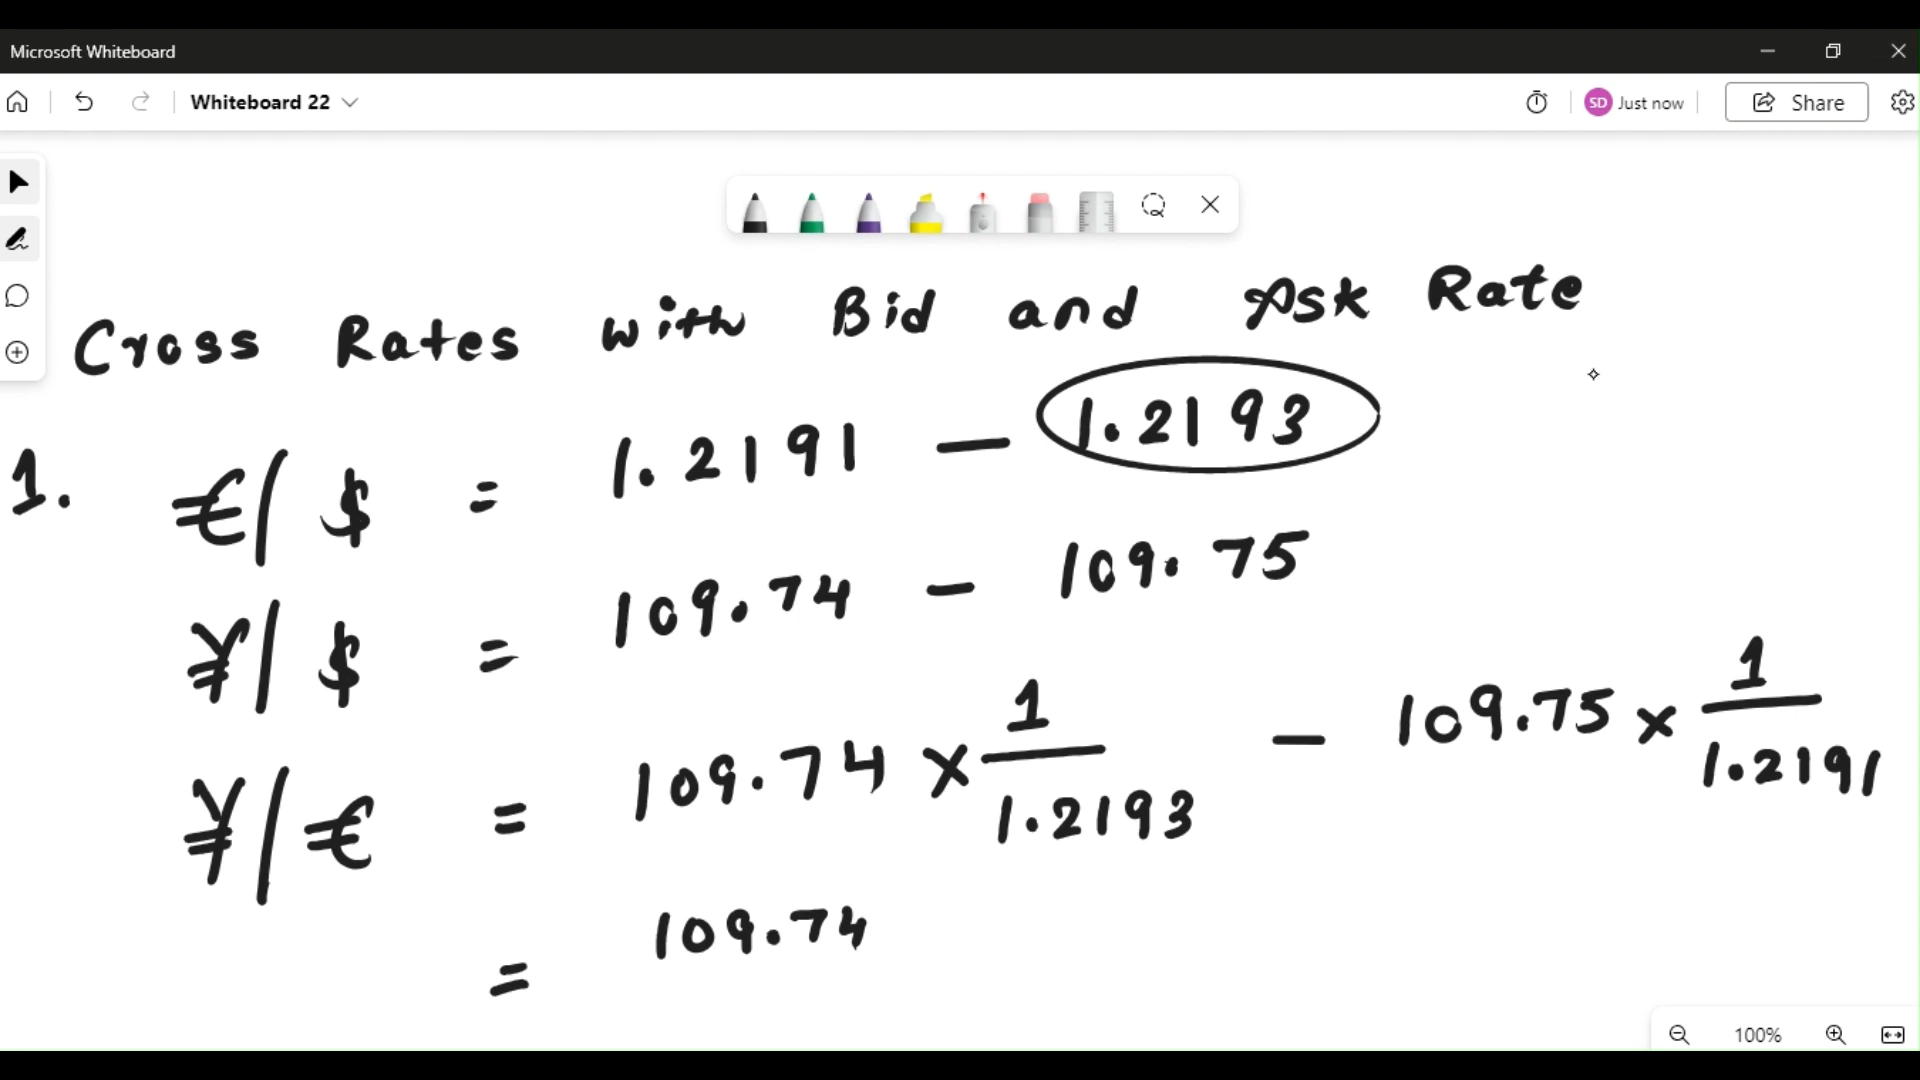 Microsoft Whiteboard
Whiteboard 22
SD Just now Share
Cross Rates with Bid and Ask Rate
1. €/$ = 1.2191 — 1.2193
¥/$ = 109.74 - 109.75
¥/€ = 109.74 × 1/1.2193 - 109.75 × 1/1.2191
= 109.74
100%